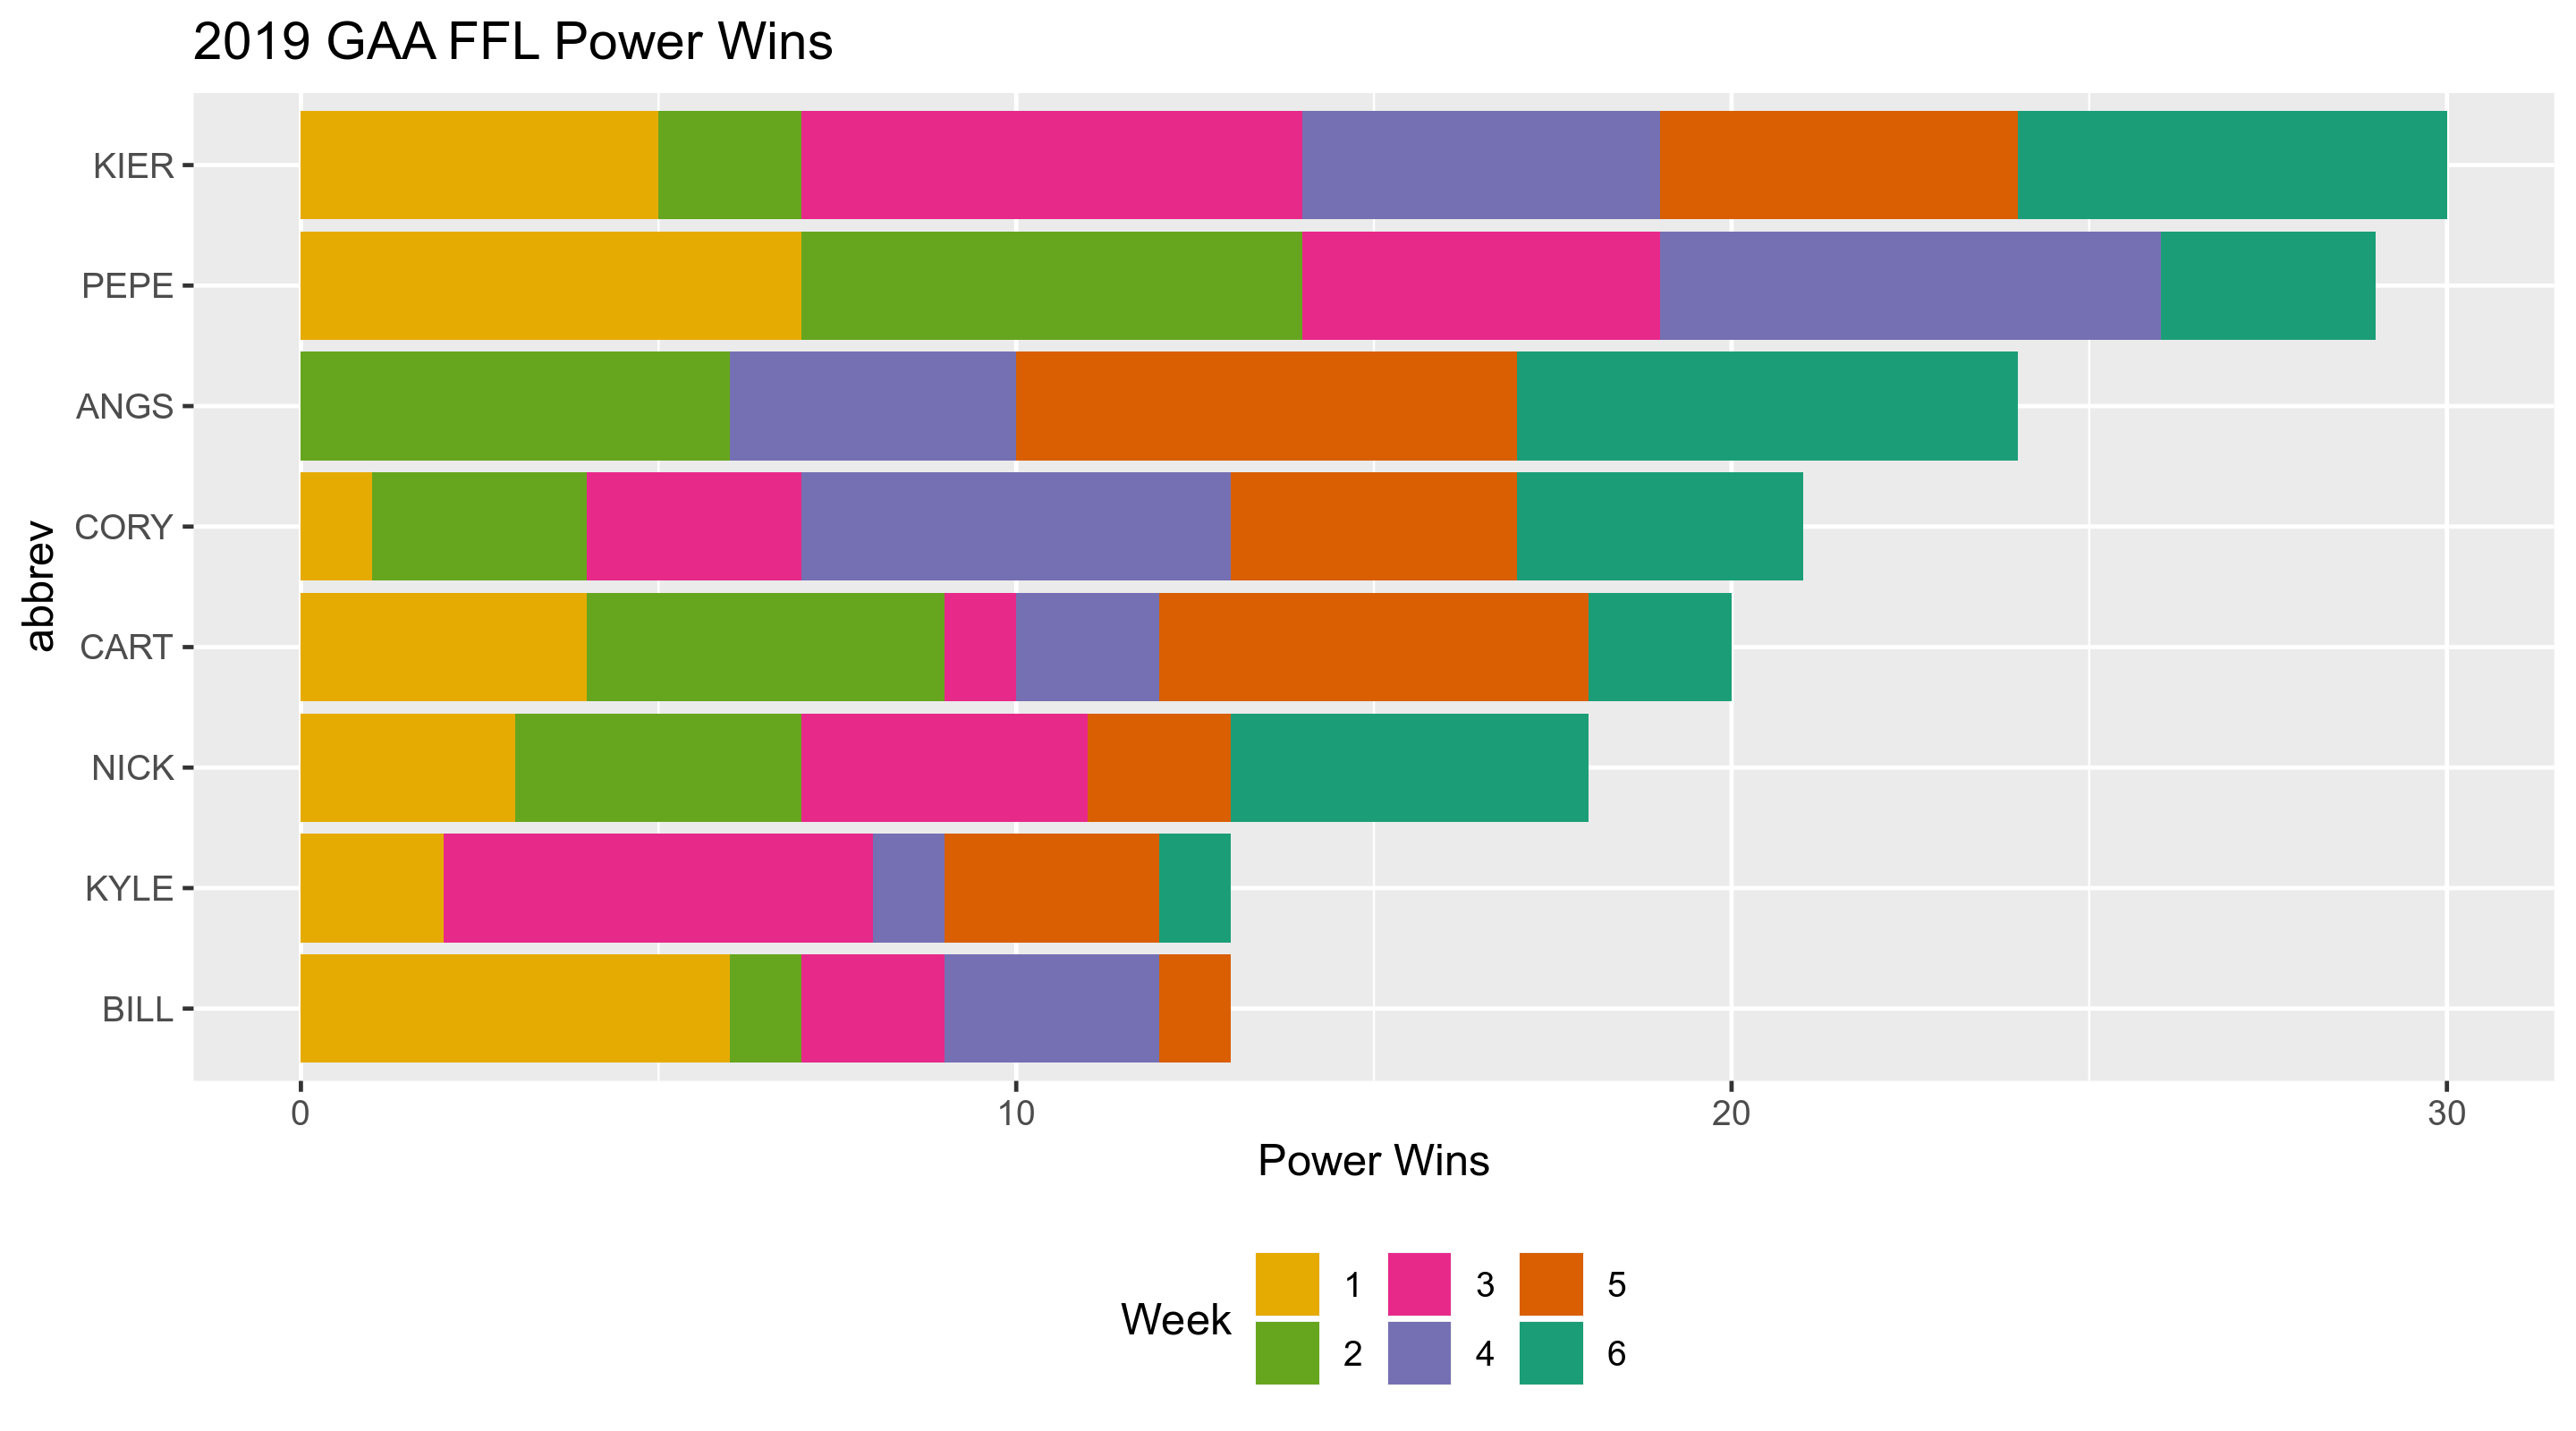 2019 GAA FFL Power Wins
abbrev
KIER
PEPE
ANGS
CORY
CART
NICK
KYLE
BILL
0 10 20 30
Power Wins
Week
1 3 5
2 4 6